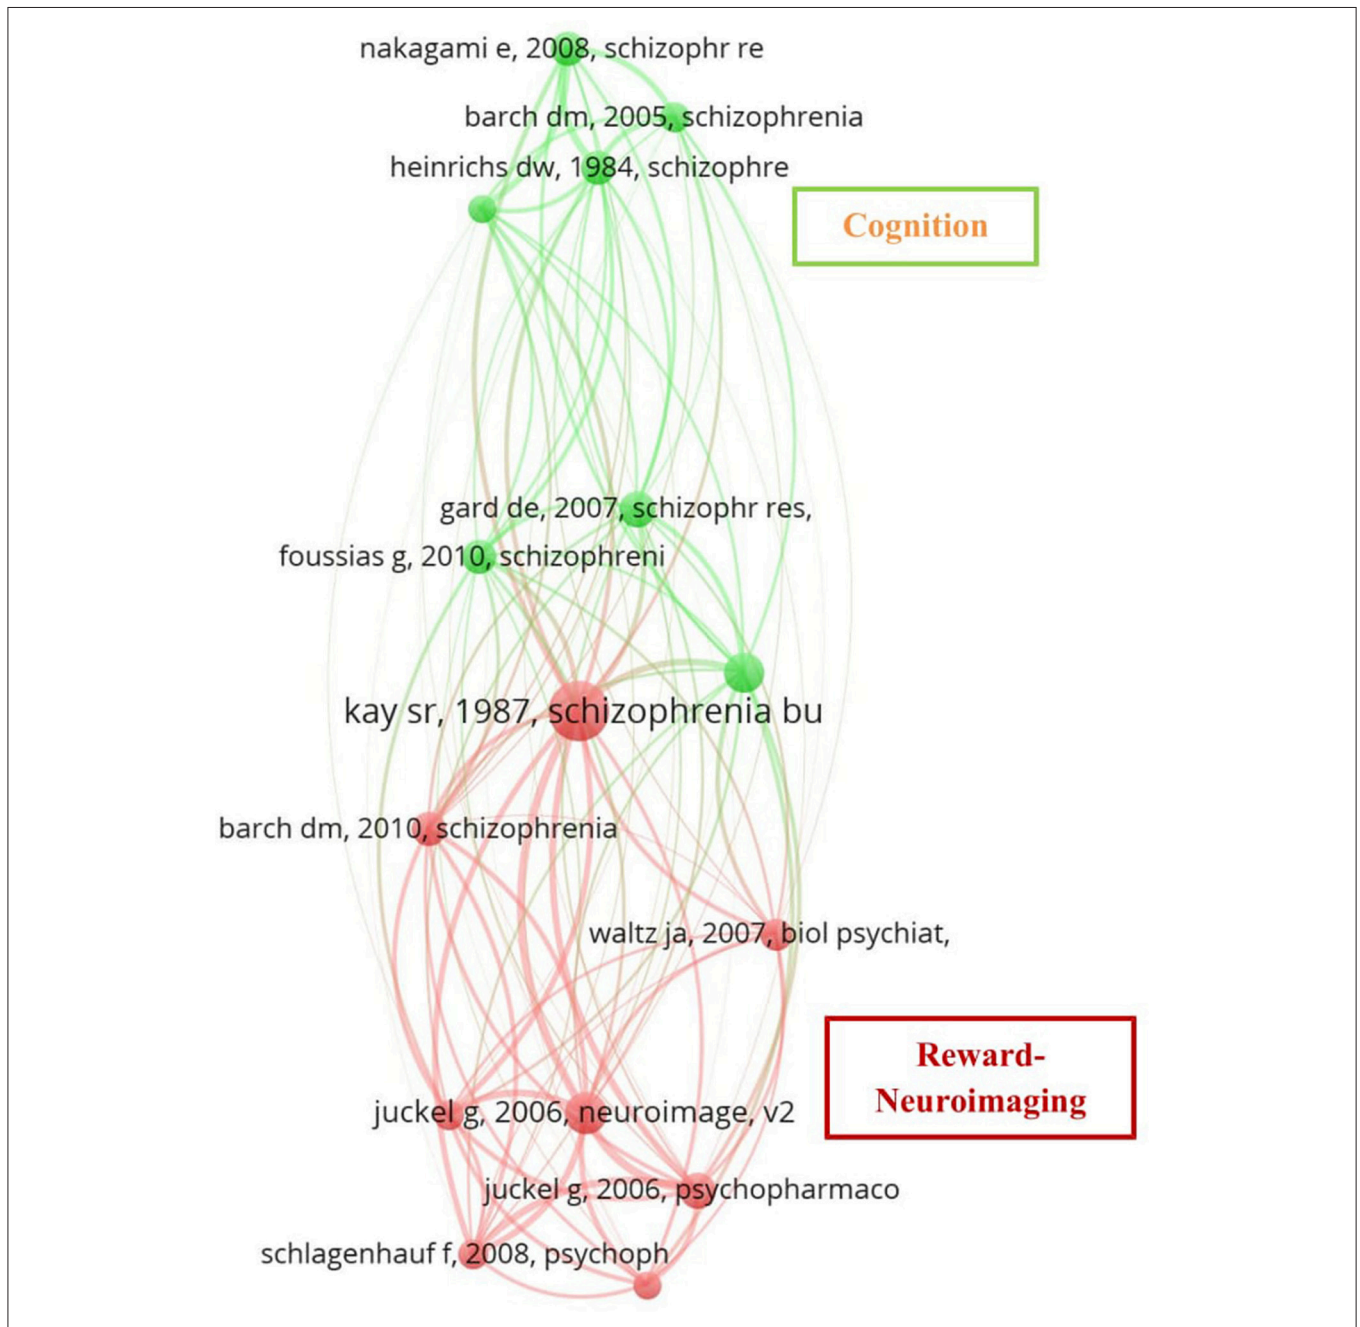 nakagami e, 2008, schizophr re
barch dm, 2005, schizophrenia
heinrichs dw, 1984, schizophre
Cognition
gard de, 2007, schizophr res,
foussias g, 2010, schizophreni
kay sr, 1987, schizophrenia bu
barch dm, 2010, schizophrenia
waltz ja, 2007, biol psychiat,
Reward-
Neuroimaging
juckel g, 2006, neuroimage, v2
juckel g, 2006, psychopharmaco
schlagenhauf f, 2008, psychoph